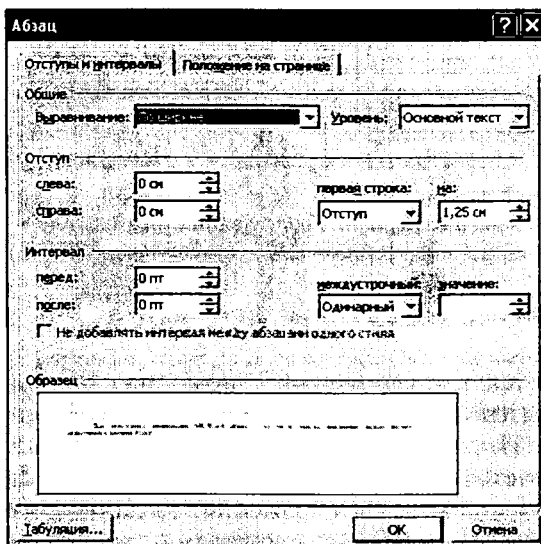 Абзац
Отступы и интервалы Положение на странице
Общие
Выравнивание: Уровень: Основной текст
Отступ
слева: 0 см первая строка: на:
справа: 0 см Отступ 1,25 см
Интервал
перед: 0 пт междустрочный: значение:
после: 0 пт Одинарный
Не добавлять интервал между абзацами одного стиля
Образец
Табуляция... ОК Отмена